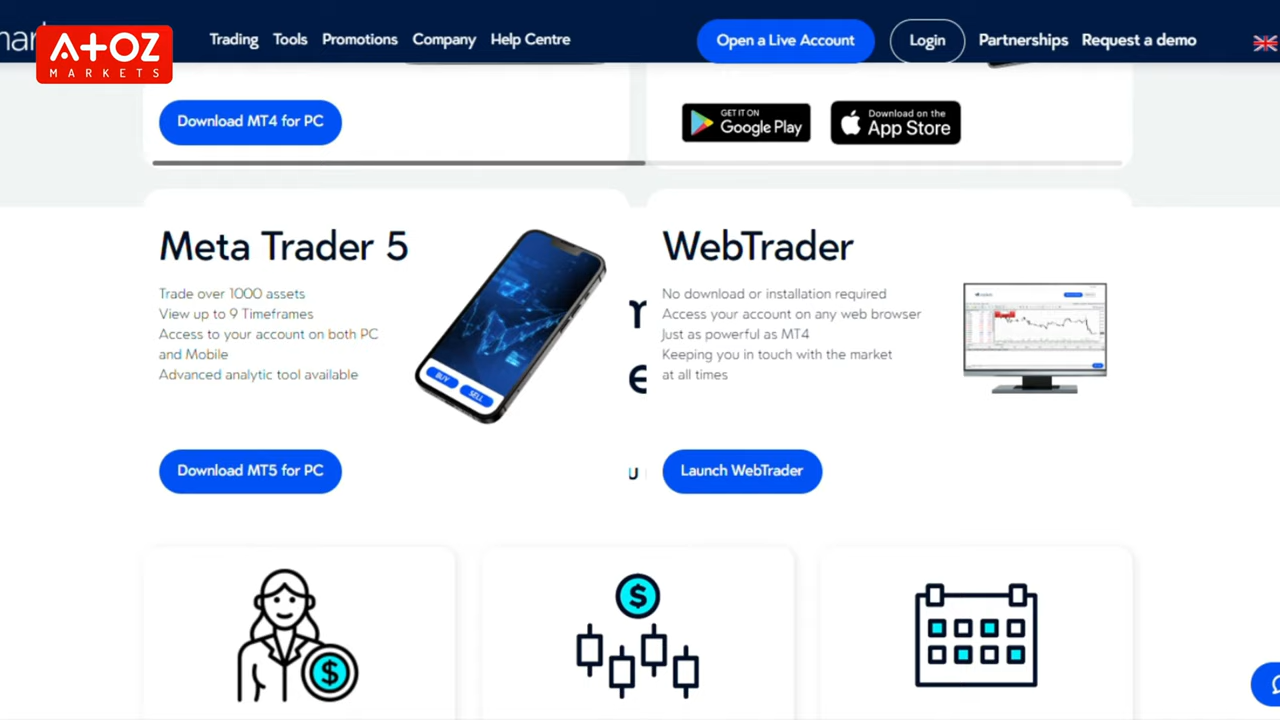 A+OZ
MARKETS
Trading Tools Promotions Company Help Centre
Open a Live Account
Login
Partnerships Request a demo
Download MT4 for PC
GET IT ON
Google Play
Download on the
App Store
Meta Trader 5
Trade over 1000 assets
View up to 9 Timeframes
Access to your account on both PC
and Mobile
Advanced analytic tool available
BUY
SELL
Download MT5 for PC
WebTrader
No download or installation required
Access your account on any web browser
Just as powerful as MT4
Keeping you in touch with the market
at all times
Launch WebTrader